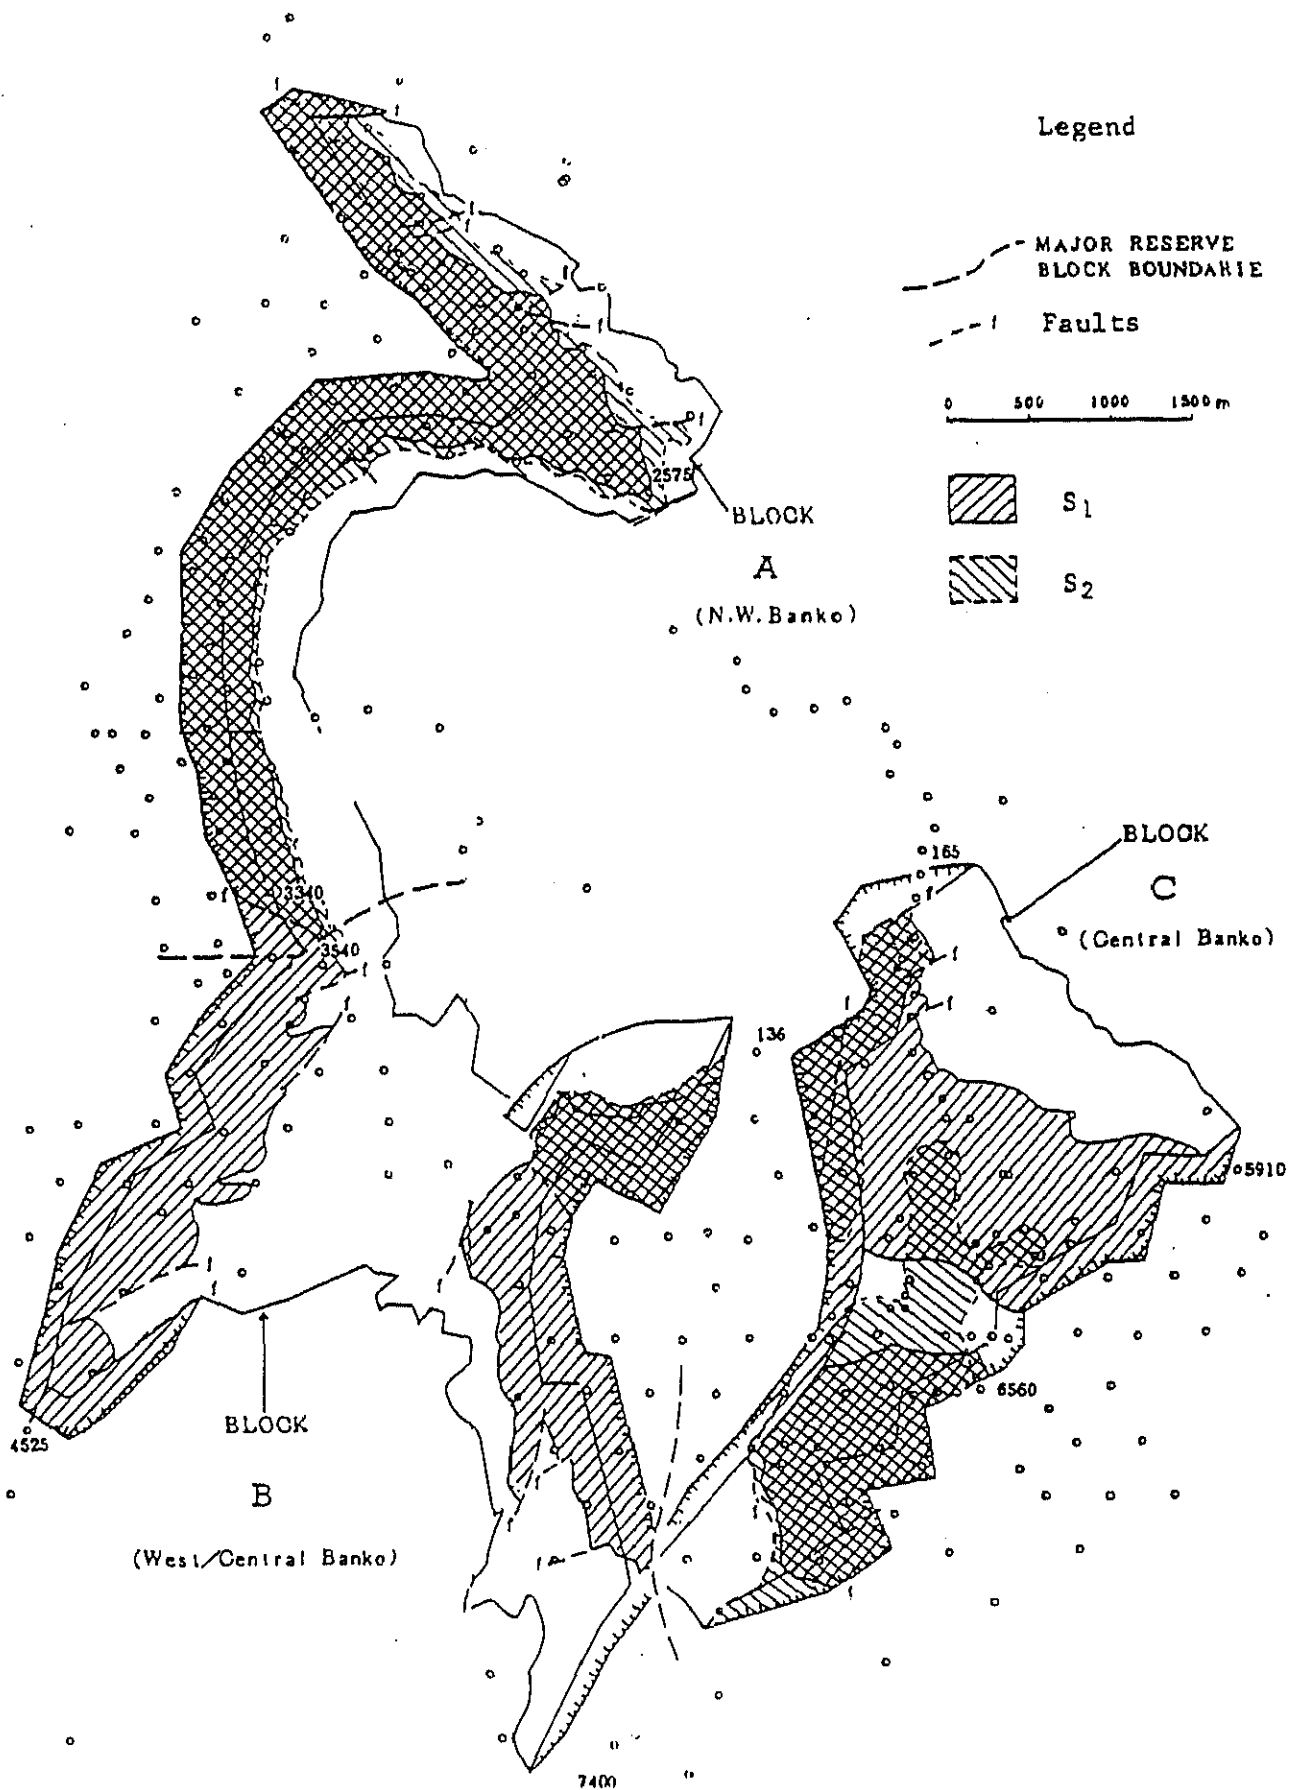 f
f
Legend
MAJOR RESERVE
BLOCK BOUNDARIE
f Faults
0 500 1000 1500 m
S1
S2
f
f
f
f
f
f
2575
BLOCK
A
(N.W. Banko)
BLOCK
165
C
(Central Banko)
f
f
3340
f
3540
f
f
f
f
f
136
5910
f
f
f
6560
4525
BLOCK
B
(West/Central Banko)
f
f
f
f
7400